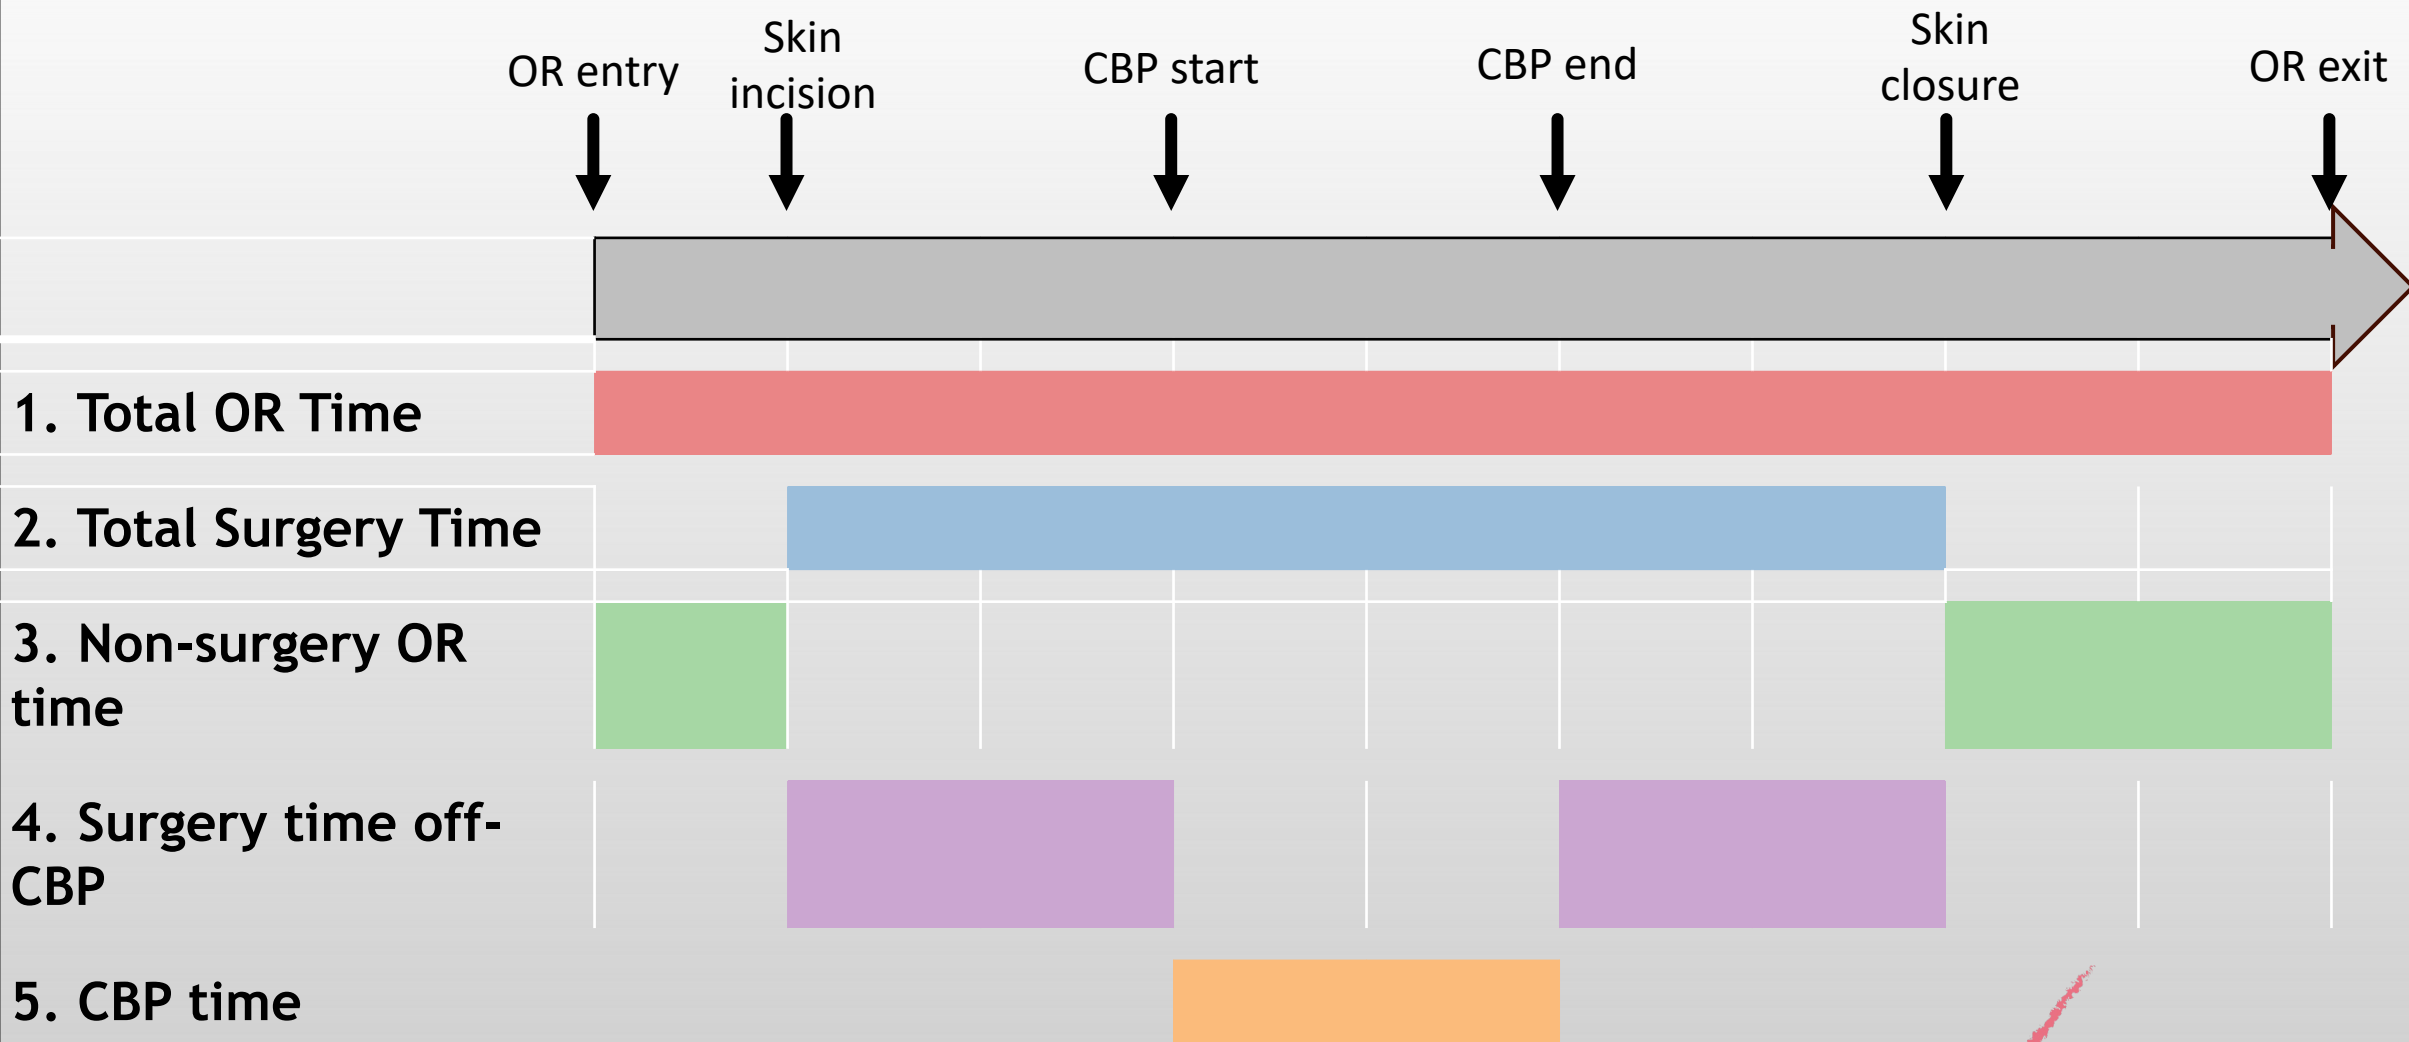 OR entry
Skin
incision
CBP start
CBP end
Skin
closure
OR exit
1. Total OR Time
2. Total Surgery Time
3. Non-surgery OR
time
4. Surgery time off-
CBP
5. CBP time